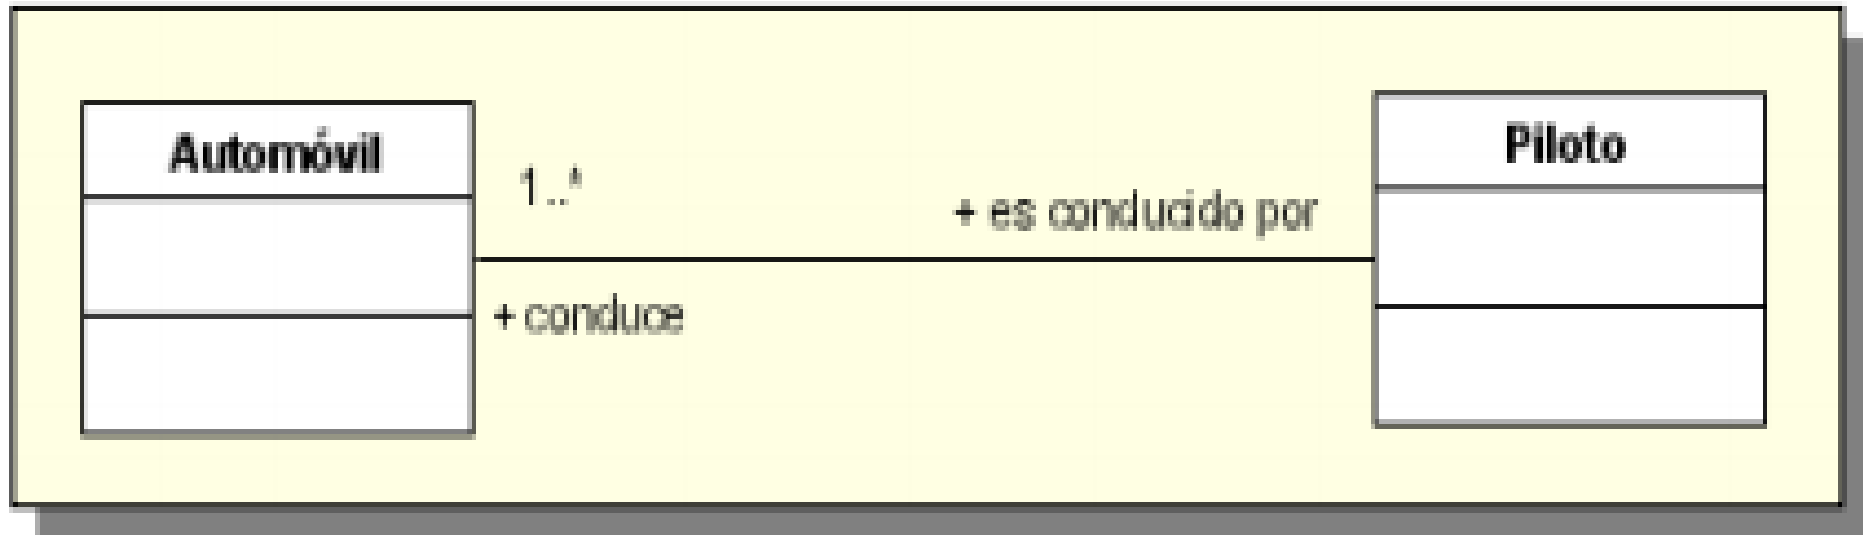 Automóvil
1..*
+ conduce
+ es conducido por
Piloto